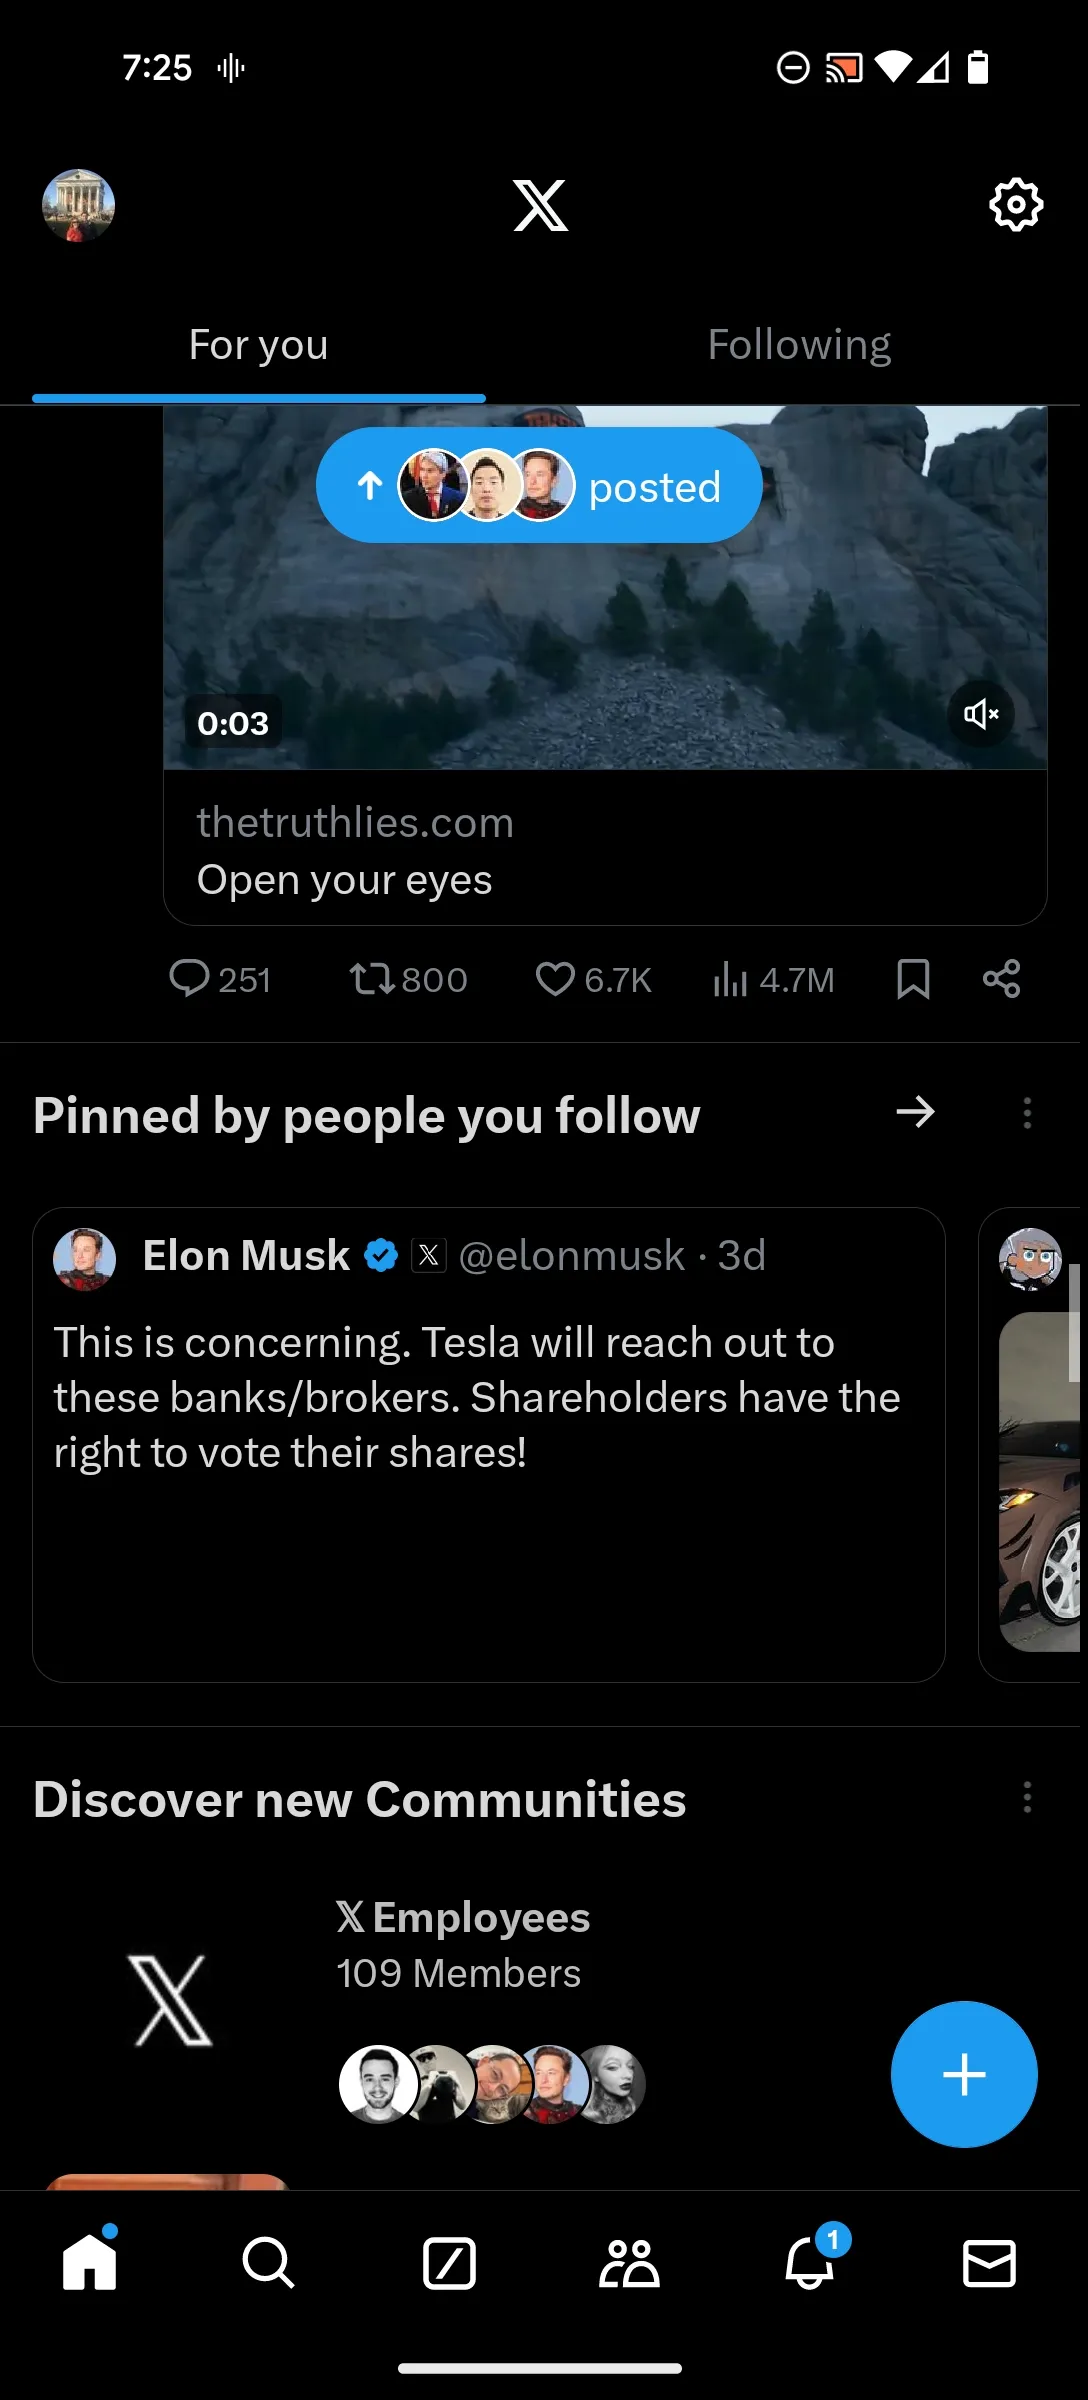 7:25
For you
Following
posted
0:03
thetruthlies.com
Open your eyes
251 800 6.7K 4.7M
Pinned by people you follow
Elon Musk @elonmusk · 3d
This is concerning. Tesla will reach out to
these banks/brokers. Shareholders have the
right to vote their shares!
Discover new Communities
𝕏 Employees
109 Members
1